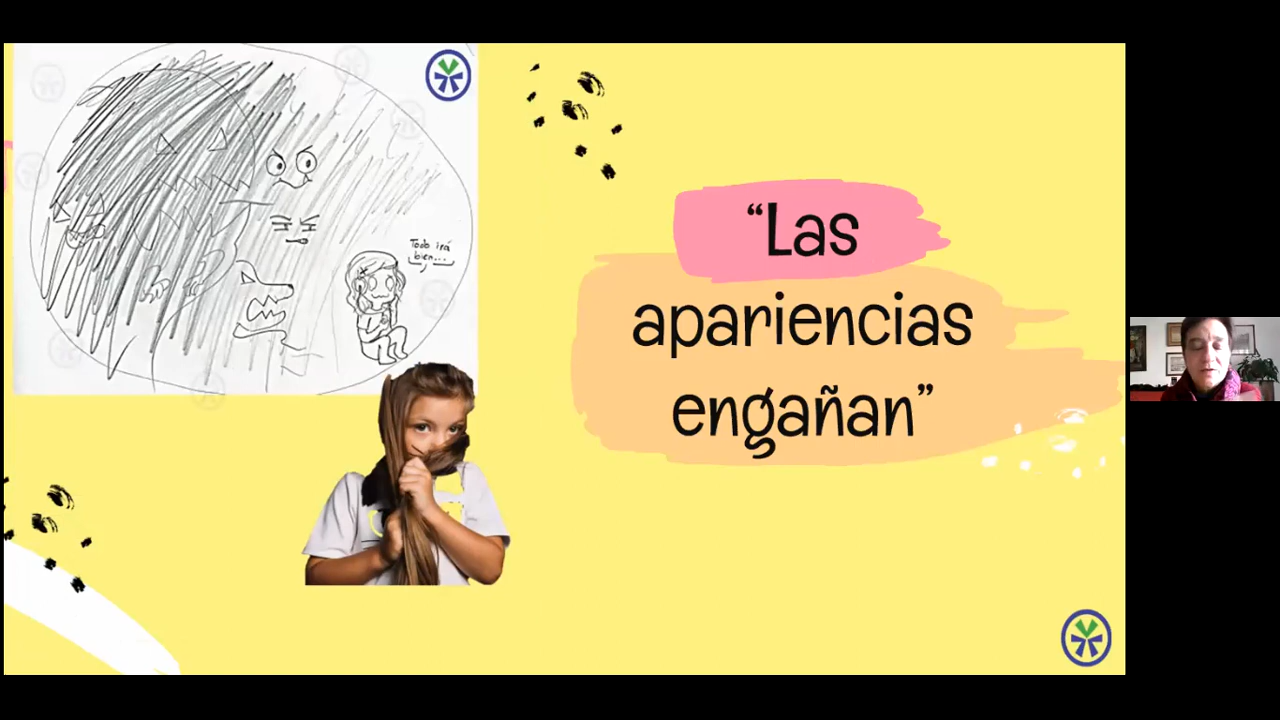 Todo irá
bien...
“Las
apariencias
engañan”